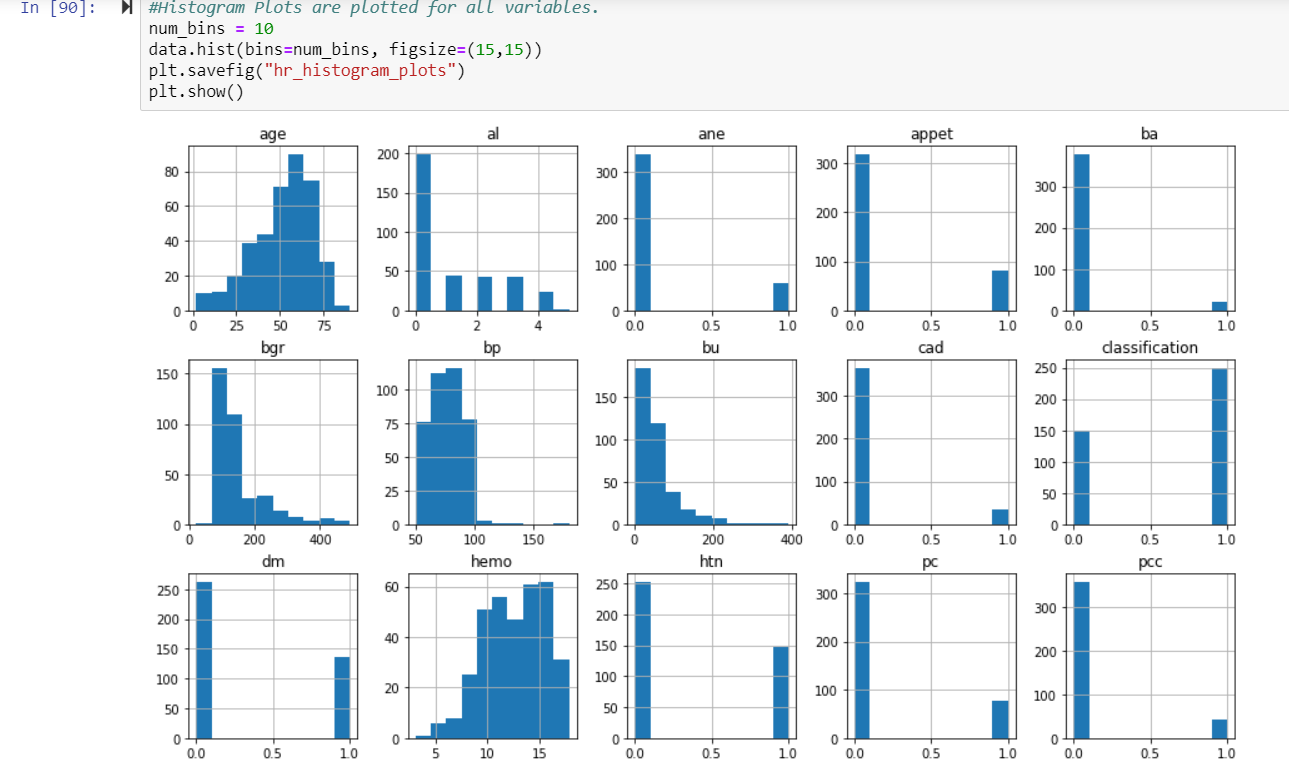 In [90]: #Histogram Plots are plotted for all variables.
num_bins = 10
data.hist(bins=num_bins, figsize=(15,15))
plt.savefig("hr_histogram_plots")
plt.show()
age al ane appet ba
80 60 40 20 0
0 25 50 75
200 150 100 50 0
0 2 4
300 200 100 0
0.0 0.5 1.0
300 200 100 0
0.0 0.5 1.0
300 200 100 0
0.0 0.5 1.0
bgr bp bu cad classification
150 100 50 0
0 200 400
100 75 50 25 0
50 100 150
150 100 50 0
0 200 400
300 200 100 0
0.0 0.5 1.0
250 200 150 100 50 0
0.0 0.5 1.0
dm hemo htn pc pcc
250 200 150 100 50 0
0.0 0.5 1.0
60 40 20 0
5 10 15
250 200 150 100 50 0
0.0 0.5 1.0
300 200 100 0
0.0 0.5 1.0
300 200 100 0
0.0 0.5 1.0